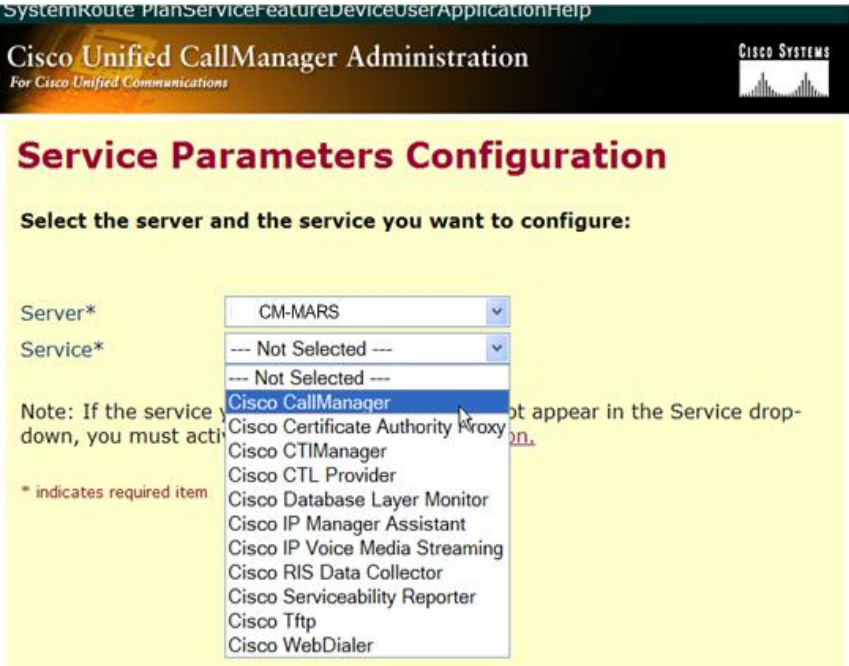 SystemRoute PlanServiceFeatureDeviceUserApplicationHelp
Cisco Unified CallManager Administration
For Cisco Unified Communications
CISCO SYSTEMS
Service Parameters Configuration
Select the server and the service you want to configure:
Server* CM-MARS
Service* --- Not Selected ---
--- Not Selected ---
Cisco CallManager
Note: If the service ot appear in the Service drop-
Cisco Certificate Authority Proxy
down, you must acti on.
Cisco CTIManager
Cisco CTL Provider
* indicates required item
Cisco Database Layer Monitor
Cisco IP Manager Assistant
Cisco IP Voice Media Streaming
Cisco RIS Data Collector
Cisco Serviceability Reporter
Cisco Tftp
Cisco WebDialer